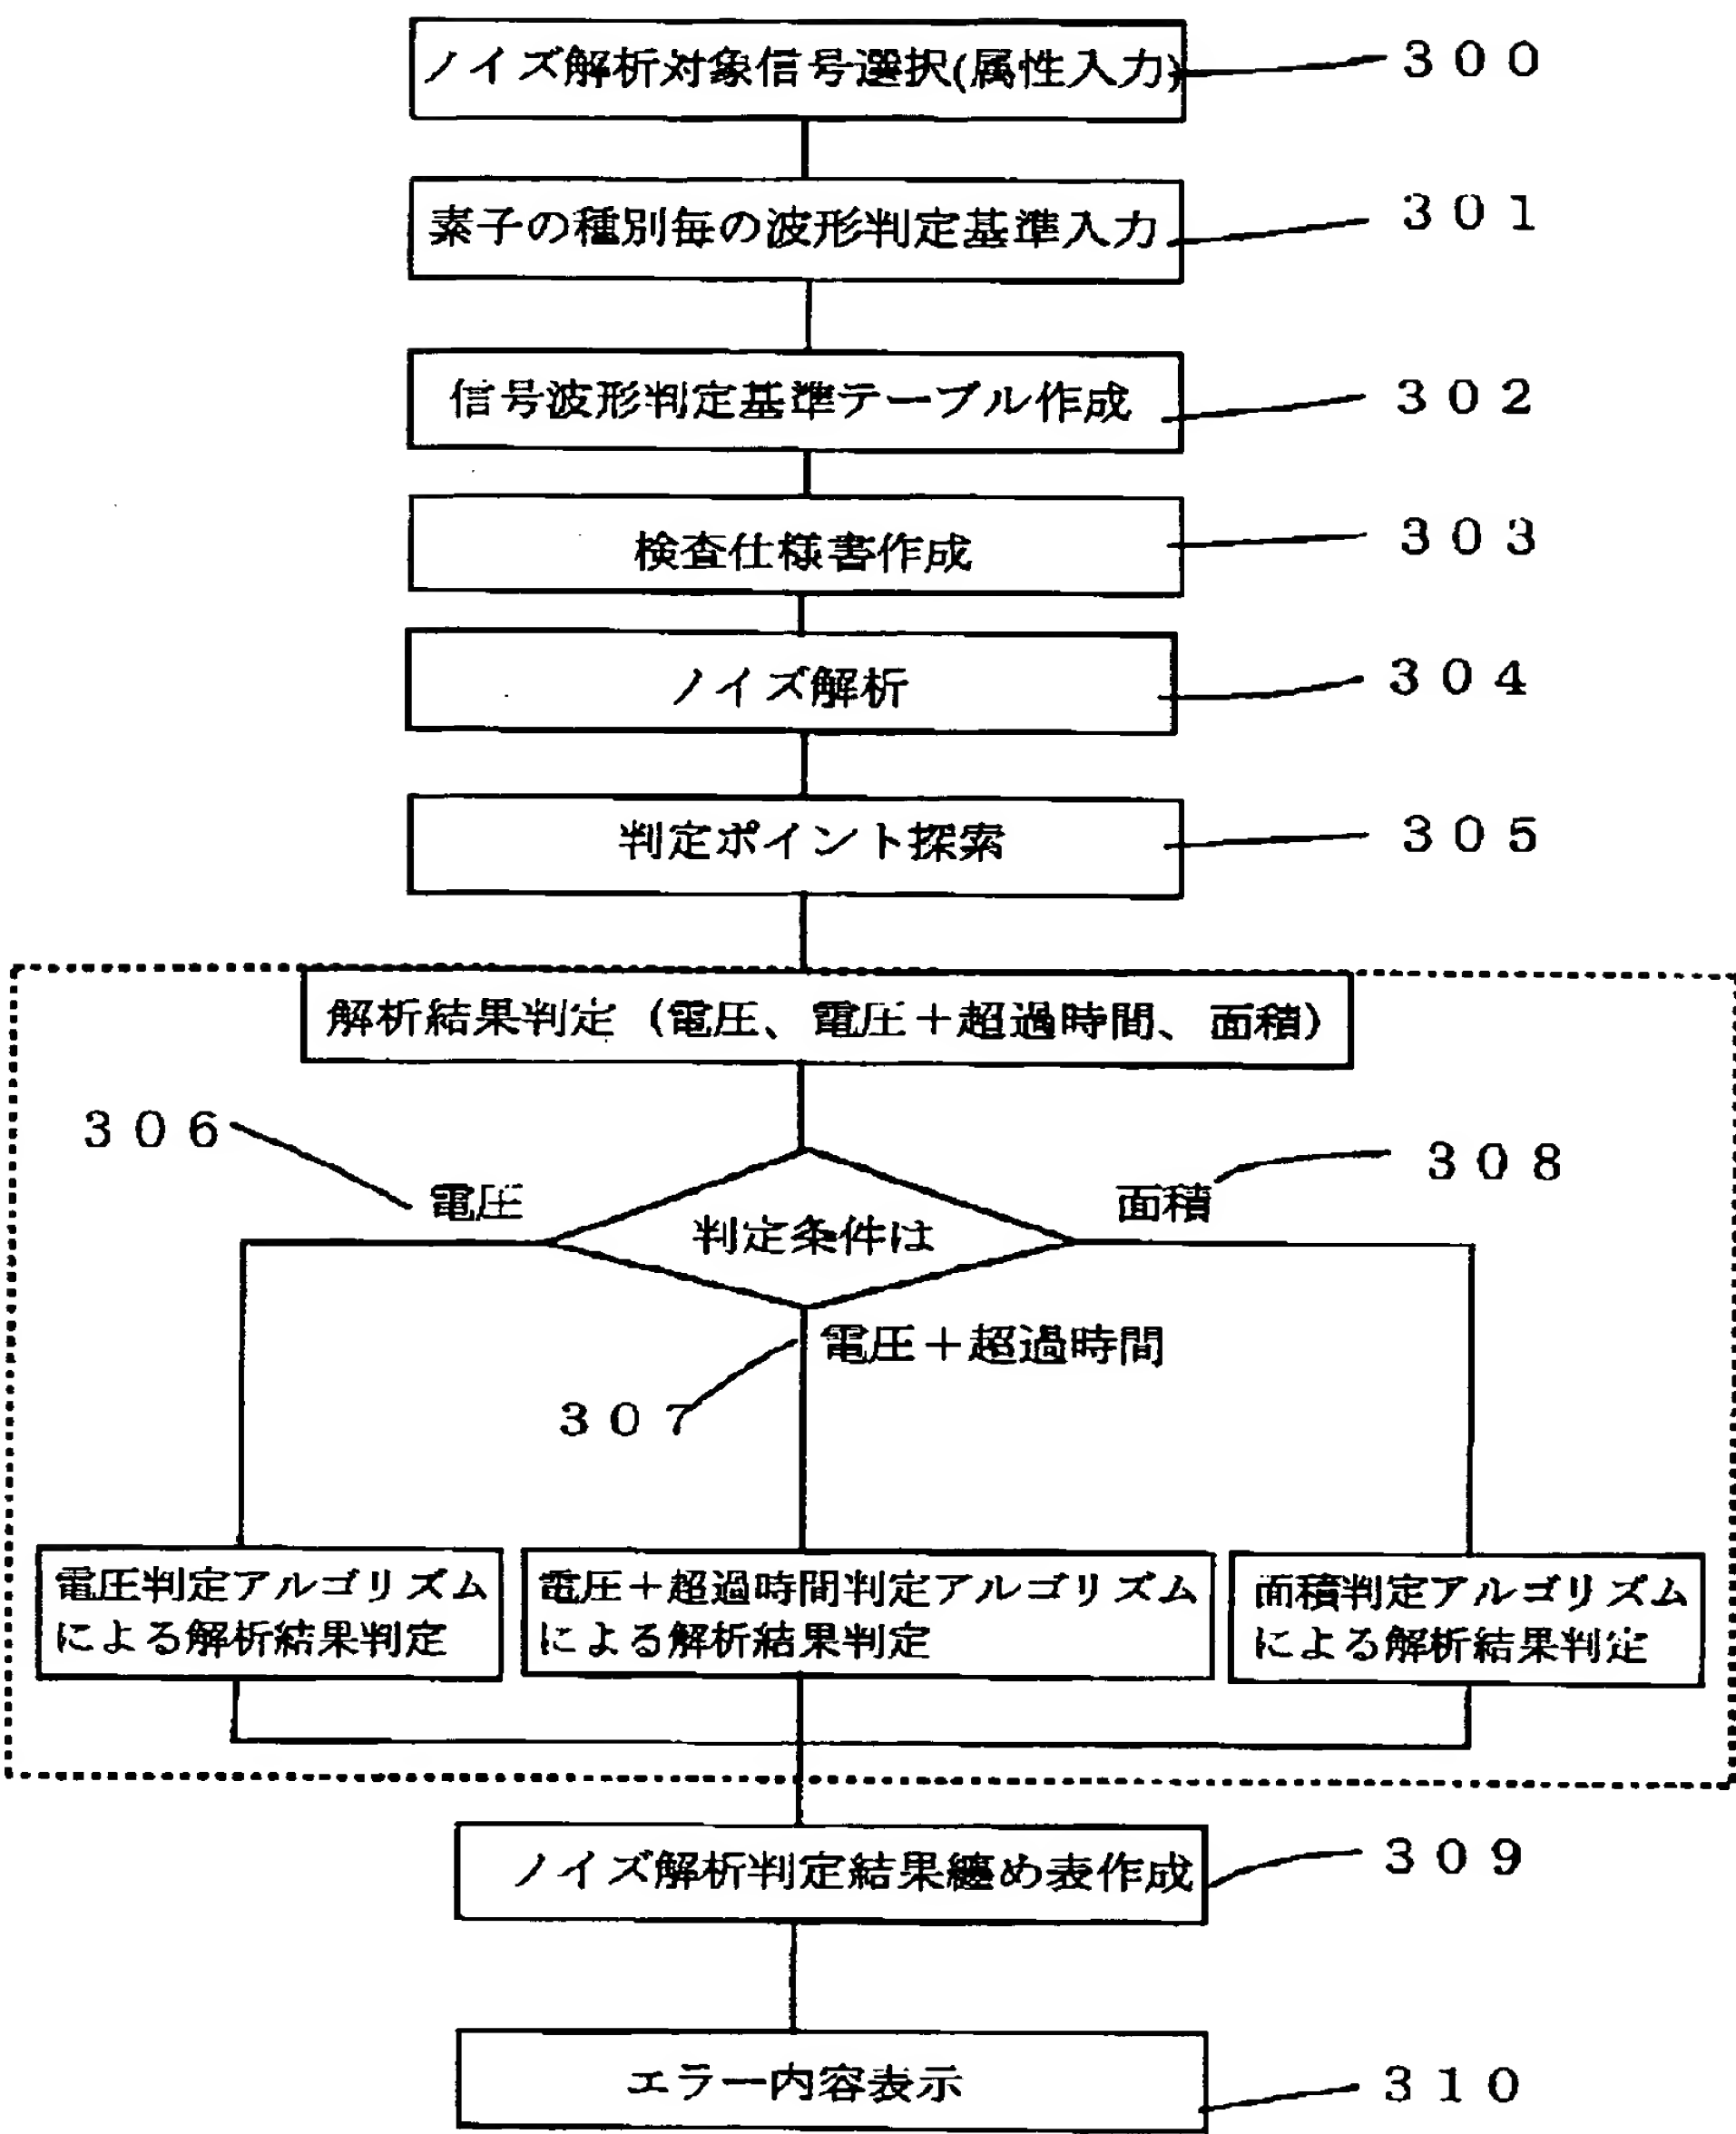 ノイズ解析対象信号選択(属性入力)
300
素子の種別毎の波形判定基準入力
301
信号波形判定基準テーブル作成
302
検査仕様書作成
303
ノイズ解析
304
判定ポイント探索
305
解析結果判定（電圧、電圧＋超過時間、面積）
306
308
電圧
面積
判定条件は
電圧＋超過時間
307
電圧判定アルゴリズム
による解析結果判定
電圧＋超過時間判定アルゴリズム
による解析結果判定
面積判定アルゴリズム
による解析結果判定
ノイズ解析判定結果纏め表作成
309
エラー内容表示
310